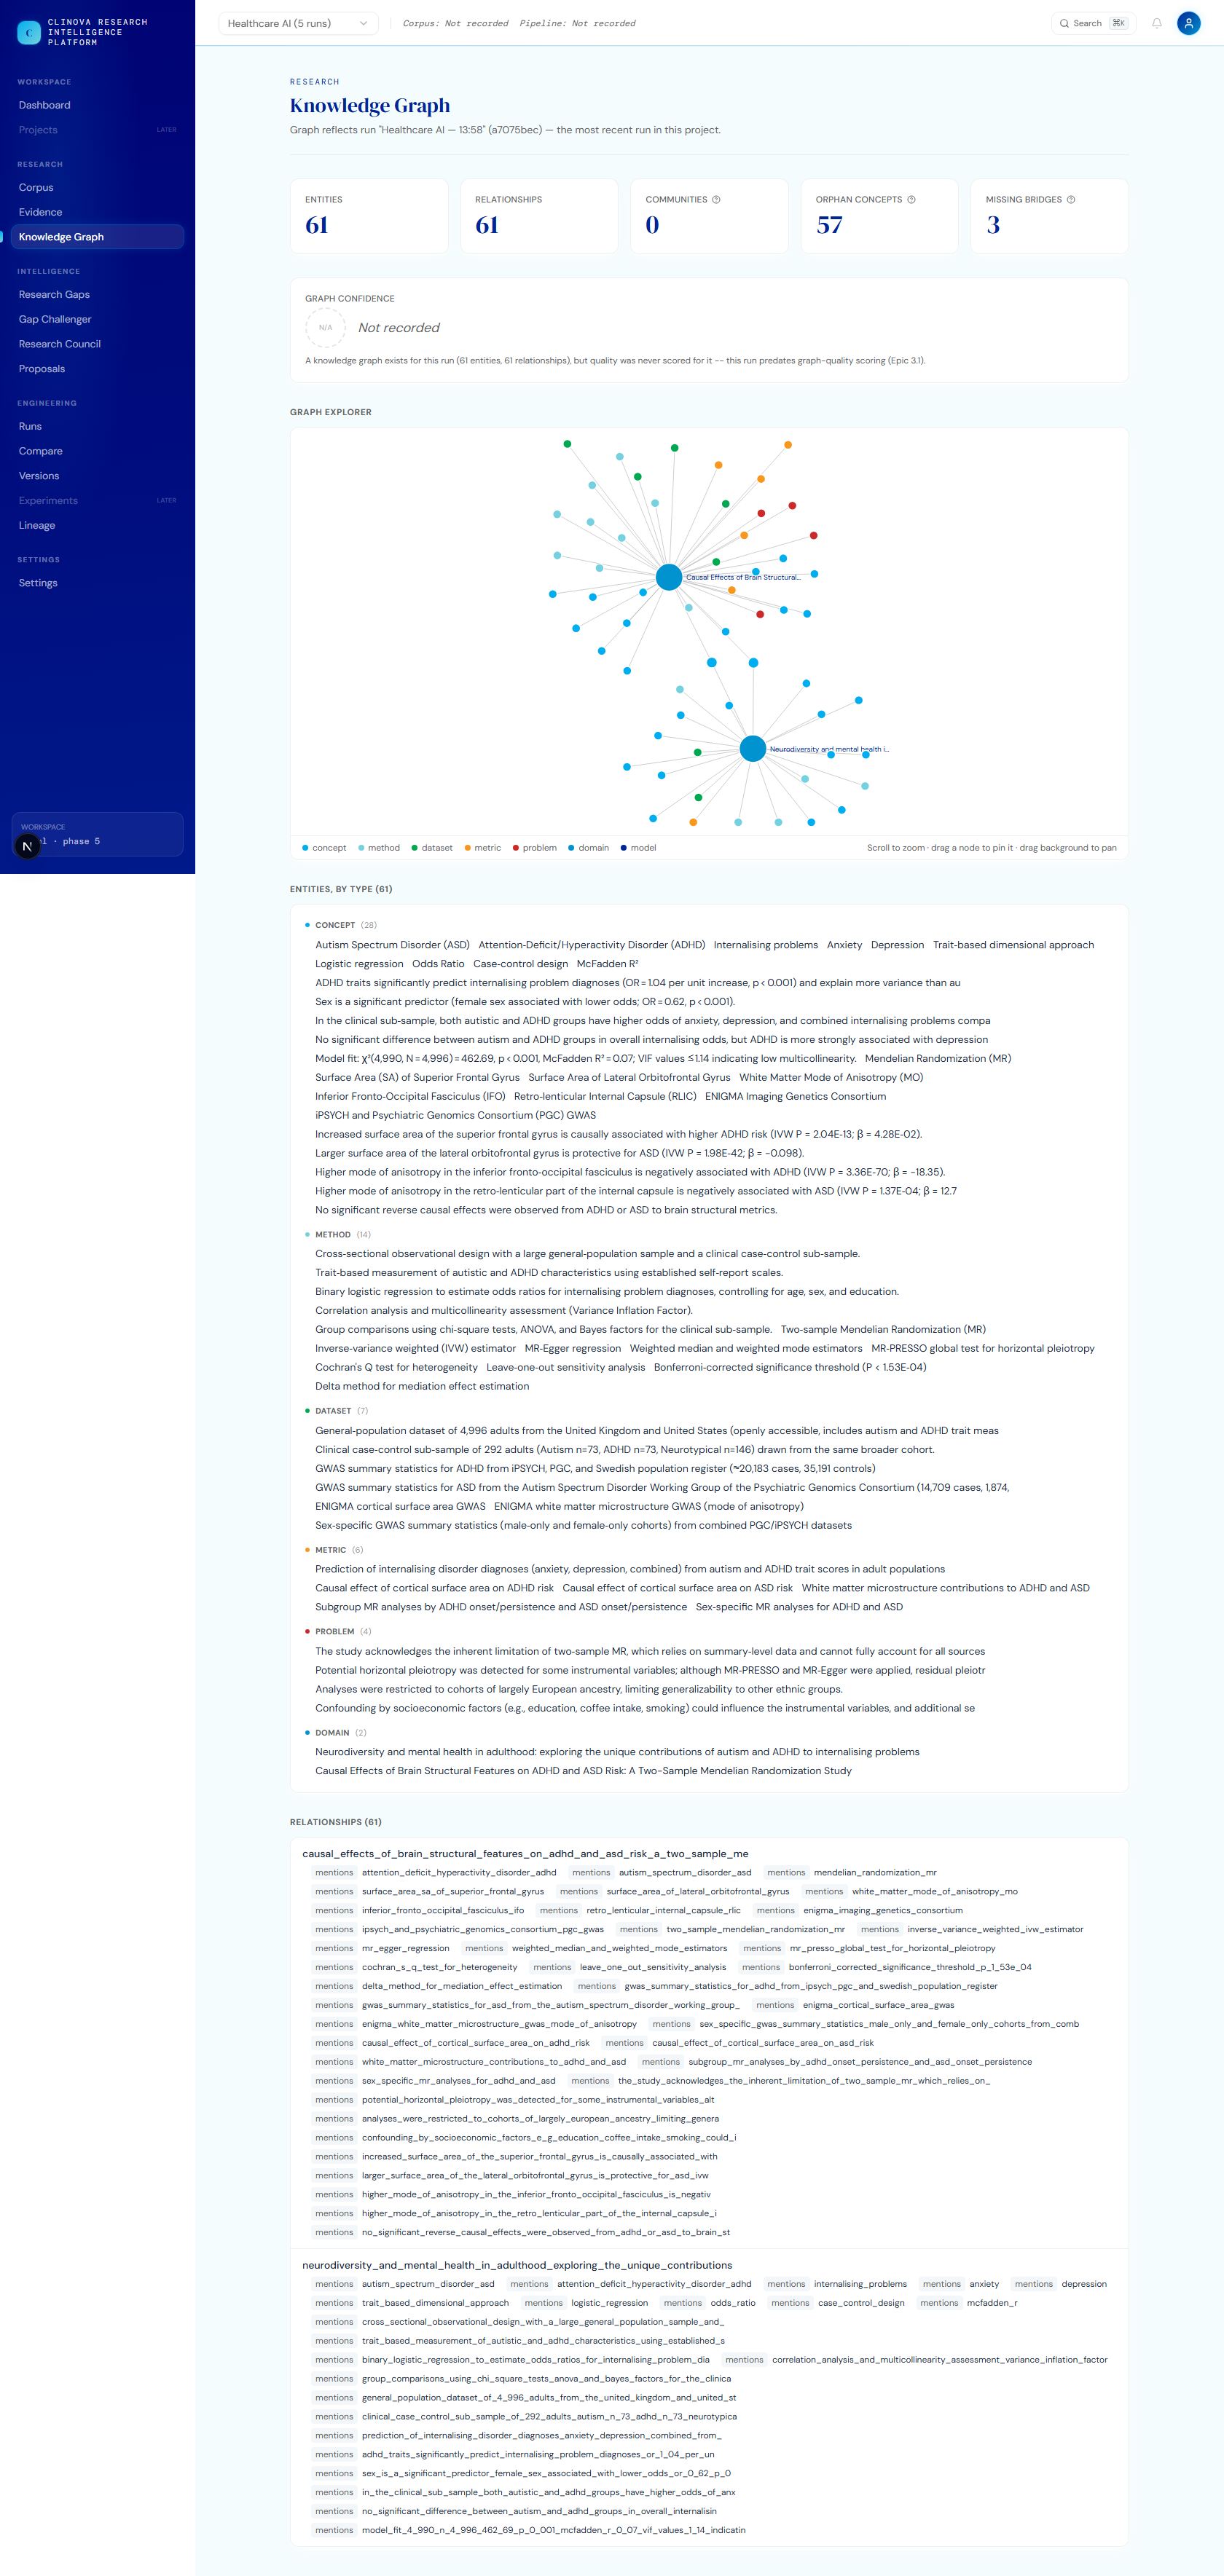 CLINOVA RESEARCH
INTELLIGENCE
PLATFORM
C
WORKSPACE
Dashboard
Projects LATER
RESEARCH
Corpus
Evidence
Knowledge Graph
INTELLIGENCE
Research Gaps
Gap Challenger
Research Council
Proposals
ENGINEERING
Runs
Compare
Versions
Experiments LATER
Lineage
SETTINGS
Settings
WORKSPACE
· phase 5
N
Healthcare AI (5 runs)
Corpus: Not recorded Pipeline: Not recorded
Search ⌘K
RESEARCH
Knowledge Graph
Graph reflects run "Healthcare AI — 13:58" (a7075bec) — the most recent run in this project.
ENTITIES
61
RELATIONSHIPS
61
COMMUNITIES
0
ORPHAN CONCEPTS
57
MISSING BRIDGES
3
GRAPH CONFIDENCE
N/A
Not recorded
A knowledge graph exists for this run (61 entities, 61 relationships), but quality was never scored for it -- this run predates graph-quality scoring (Epic 3.1).
GRAPH EXPLORER
Causal Effects of Brain Structural…
Neurodiversity and mental health i…
concept method dataset metric problem domain model
Scroll to zoom · drag a node to pin it · drag background to pan
ENTITIES, BY TYPE (61)
CONCEPT (28)
Autism Spectrum Disorder (ASD) Attention-Deficit/Hyperactivity Disorder (ADHD) Internalising problems Anxiety Depression Trait-based dimensional approach
Logistic regression Odds Ratio Case-control design McFadden R²
ADHD traits significantly predict internalising problem diagnoses (OR = 1.04 per unit increase, p < 0.001) and explain more variance than au
Sex is a significant predictor (female sex associated with lower odds; OR = 0.62, p < 0.001).
In the clinical sub-sample, both autistic and ADHD groups have higher odds of anxiety, depression, and combined internalising problems compa
No significant difference between autism and ADHD groups in overall internalising odds, but ADHD is more strongly associated with depression
Model fit: χ²(4,990, N = 4,996) = 462.69, p < 0.001, McFadden R² = 0.07; VIF values ≤ 1.14 indicating low multicollinearity. Mendelian Randomization (MR)
Surface Area (SA) of Superior Frontal Gyrus Surface Area of Lateral Orbitofrontal Gyrus White Matter Mode of Anisotropy (MO)
Inferior Fronto-Occipital Fasciculus (IFO) Retro-lenticular Internal Capsule (RLIC) ENIGMA Imaging Genetics Consortium
iPSYCH and Psychiatric Genomics Consortium (PGC) GWAS
Increased surface area of the superior frontal gyrus is causally associated with higher ADHD risk (IVW P = 2.04E-13; β = 4.28E-02).
Larger surface area of the lateral orbitofrontal gyrus is protective for ASD (IVW P = 1.98E-42; β = -0.098).
Higher mode of anisotropy in the inferior fronto-occipital fasciculus is negatively associated with ADHD (IVW P = 3.36E-70; β = -18.35).
Higher mode of anisotropy in the retro-lenticular part of the internal capsule is negatively associated with ASD (IVW P = 1.37E-04; β = 12.7
No significant reverse causal effects were observed from ADHD or ASD to brain structural metrics.
METHOD (14)
Cross-sectional observational design with a large general-population sample and a clinical case-control sub-sample.
Trait-based measurement of autistic and ADHD characteristics using established self-report scales.
Binary logistic regression to estimate odds ratios for internalising problem diagnoses, controlling for age, sex, and education.
Correlation analysis and multicollinearity assessment (Variance Inflation Factor).
Group comparisons using chi-square tests, ANOVA, and Bayes factors for the clinical sub-sample. Two-sample Mendelian Randomization (MR)
Inverse-variance weighted (IVW) estimator MR-Egger regression Weighted median and weighted mode estimators MR-PRESSO global test for horizontal pleiotropy
Cochran's Q test for heterogeneity Leave-one-out sensitivity analysis Bonferroni-corrected significance threshold (P < 1.53E-04)
Delta method for mediation effect estimation
DATASET (7)
General-population dataset of 4,996 adults from the United Kingdom and United States (openly accessible, includes autism and ADHD trait meas
Clinical case-control sub-sample of 292 adults (Autism n=73, ADHD n=73, Neurotypical n=146) drawn from the same broader cohort.
GWAS summary statistics for ADHD from iPSYCH, PGC, and Swedish population register (≈20,183 cases, 35,191 controls)
GWAS summary statistics for ASD from the Autism Spectrum Disorder Working Group of the Psychiatric Genomics Consortium (14,709 cases, 1,874,
ENIGMA cortical surface area GWAS ENIGMA white matter microstructure GWAS (mode of anisotropy)
Sex-specific GWAS summary statistics (male-only and female-only cohorts) from combined PGC/iPSYCH datasets
METRIC (6)
Prediction of internalising disorder diagnoses (anxiety, depression, combined) from autism and ADHD trait scores in adult populations
Causal effect of cortical surface area on ADHD risk Causal effect of cortical surface area on ASD risk White matter microstructure contributions to ADHD and ASD
Subgroup MR analyses by ADHD onset/persistence and ASD onset/persistence Sex-specific MR analyses for ADHD and ASD
PROBLEM (4)
The study acknowledges the inherent limitation of two-sample MR, which relies on summary-level data and cannot fully account for all sources
Potential horizontal pleiotropy was detected for some instrumental variables; although MR-PRESSO and MR-Egger were applied, residual pleiotr
Analyses were restricted to cohorts of largely European ancestry, limiting generalizability to other ethnic groups.
Confounding by socioeconomic factors (e.g., education, coffee intake, smoking) could influence the instrumental variables, and additional se
DOMAIN (2)
Neurodiversity and mental health in adulthood: exploring the unique contributions of autism and ADHD to internalising problems
Causal Effects of Brain Structural Features on ADHD and ASD Risk: A Two-Sample Mendelian Randomization Study
RELATIONSHIPS (61)
causal_effects_of_brain_structural_features_on_adhd_and_asd_risk_a_two_sample_me
mentions attention_deficit_hyperactivity_disorder_adhd mentions autism_spectrum_disorder_asd mentions mendelian_randomization_mr
mentions surface_area_sa_of_superior_frontal_gyrus mentions surface_area_of_lateral_orbitofrontal_gyrus mentions white_matter_mode_of_anisotropy_mo
mentions inferior_fronto_occipital_fasciculus_ifo mentions retro_lenticular_internal_capsule_rlic mentions enigma_imaging_genetics_consortium
mentions ipsych_and_psychiatric_genomics_consortium_pgc_gwas mentions two_sample_mendelian_randomization_mr mentions inverse_variance_weighted_ivw_estimator
mentions mr_egger_regression mentions weighted_median_and_weighted_mode_estimators mentions mr_presso_global_test_for_horizontal_pleiotropy
mentions cochran_s_q_test_for_heterogeneity mentions leave_one_out_sensitivity_analysis mentions bonferroni_corrected_significance_threshold_p_1_53e_04
mentions delta_method_for_mediation_effect_estimation mentions gwas_summary_statistics_for_adhd_from_ipsych_pgc_and_swedish_population_register
mentions gwas_summary_statistics_for_asd_from_the_autism_spectrum_disorder_working_group_ mentions enigma_cortical_surface_area_gwas
mentions enigma_white_matter_microstructure_gwas_mode_of_anisotropy mentions sex_specific_gwas_summary_statistics_male_only_and_female_only_cohorts_from_comb
mentions causal_effect_of_cortical_surface_area_on_adhd_risk mentions causal_effect_of_cortical_surface_area_on_asd_risk
mentions white_matter_microstructure_contributions_to_adhd_and_asd mentions subgroup_mr_analyses_by_adhd_onset_persistence_and_asd_onset_persistence
mentions sex_specific_mr_analyses_for_adhd_and_asd mentions the_study_acknowledges_the_inherent_limitation_of_two_sample_mr_which_relies_on_
mentions potential_horizontal_pleiotropy_was_detected_for_some_instrumental_variables_alt
mentions analyses_were_restricted_to_cohorts_of_largely_european_ancestry_limiting_genera
mentions confounding_by_socioeconomic_factors_e_g_education_coffee_intake_smoking_could_i
mentions increased_surface_area_of_the_superior_frontal_gyrus_is_causally_associated_with
mentions larger_surface_area_of_the_lateral_orbitofrontal_gyrus_is_protective_for_asd_ivw
mentions higher_mode_of_anisotropy_in_the_inferior_fronto_occipital_fasciculus_is_negativ
mentions higher_mode_of_anisotropy_in_the_retro_lenticular_part_of_the_internal_capsule_i
mentions no_significant_reverse_causal_effects_were_observed_from_adhd_or_asd_to_brain_st
neurodiversity_and_mental_health_in_adulthood_exploring_the_unique_contributions
mentions autism_spectrum_disorder_asd mentions attention_deficit_hyperactivity_disorder_adhd mentions internalising_problems mentions anxiety mentions depression
mentions trait_based_dimensional_approach mentions logistic_regression mentions odds_ratio mentions case_control_design mentions mcfadden_r
mentions cross_sectional_observational_design_with_a_large_general_population_sample_and_
mentions trait_based_measurement_of_autistic_and_adhd_characteristics_using_established_s
mentions binary_logistic_regression_to_estimate_odds_ratios_for_internalising_problem_dia mentions correlation_analysis_and_multicollinearity_assessment_variance_inflation_factor
mentions group_comparisons_using_chi_square_tests_anova_and_bayes_factors_for_the_clinica
mentions general_population_dataset_of_4_996_adults_from_the_united_kingdom_and_united_st
mentions clinical_case_control_sub_sample_of_292_adults_autism_n_73_adhd_n_73_neurotypica
mentions prediction_of_internalising_disorder_diagnoses_anxiety_depression_combined_from_
mentions adhd_traits_significantly_predict_internalising_problem_diagnoses_or_1_04_per_un
mentions sex_is_a_significant_predictor_female_sex_associated_with_lower_odds_or_0_62_p_0
mentions in_the_clinical_sub_sample_both_autistic_and_adhd_groups_have_higher_odds_of_anx
mentions no_significant_difference_between_autism_and_adhd_groups_in_overall_internalisin
mentions model_fit_4_990_n_4_996_462_69_p_0_001_mcfadden_r_0_07_vif_values_1_14_indicatin